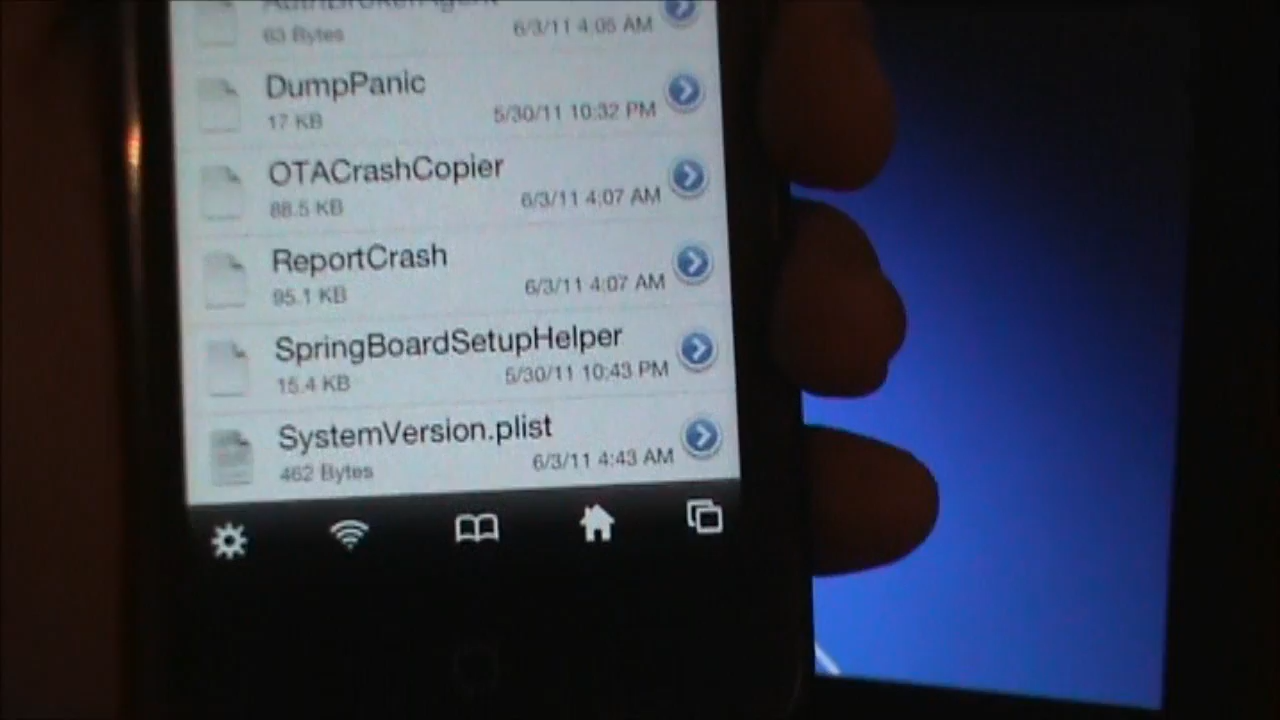 AuthBrokerAgent
63 Bytes 6/3/11 4:05 AM
DumpPanic
17 KB 5/30/11 10:32 PM
OTACrashCopier
88.5 KB 6/3/11 4:07 AM
ReportCrash
95.1 KB 6/3/11 4:07 AM
SpringBoardSetupHelper
15.4 KB 5/30/11 10:43 PM
SystemVersion.plist
462 Bytes 6/3/11 4:43 AM